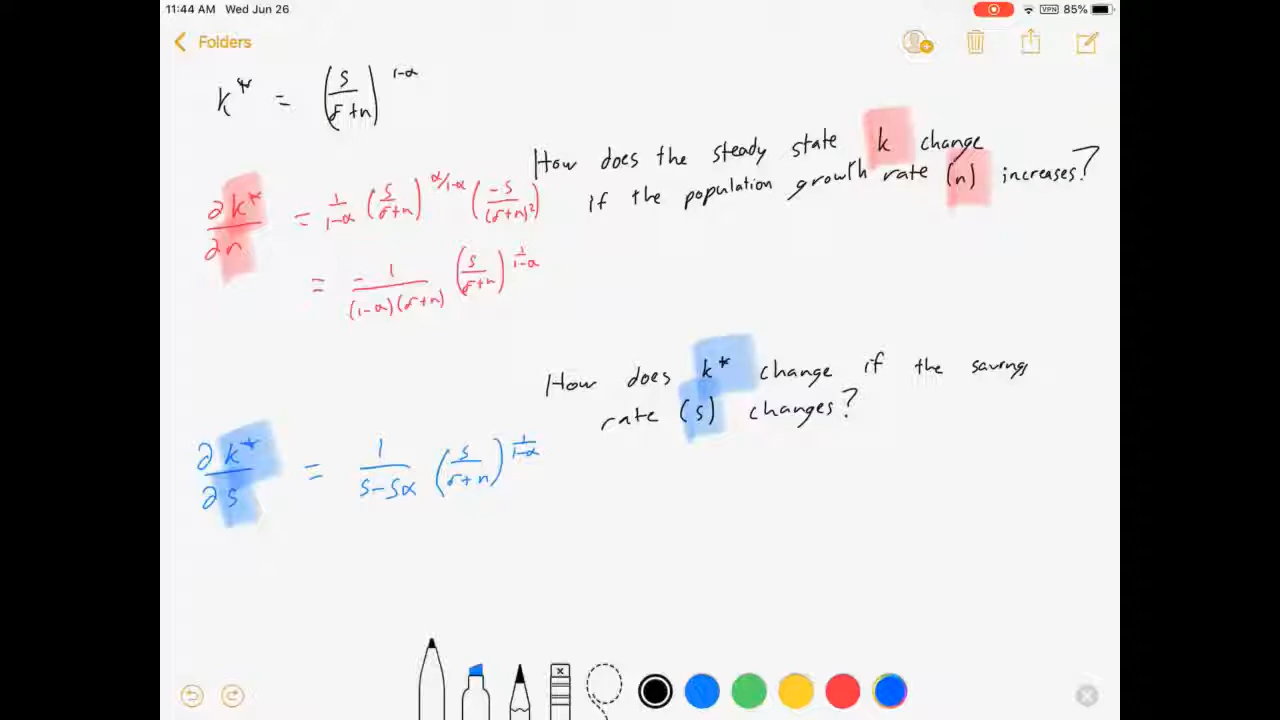 11:44 AM Wed Jun 26
VPN 85%
Folders
k* = (s/(δ+n))^(1-α)
How does the steady state k change
if the population growth rate (n) increases?
∂k*/∂n = 1/(1-α) (s/(δ+n))^(α/1-α) (-s/(δ+n)²)
= -1/((1-α)(δ+n)) (s/(δ+n))^(1/(1-α))
How does k* change if the savings
rate (s) changes?
∂k*/∂s = 1/(s-sα) (s/(δ+n))^(1/(1-α))